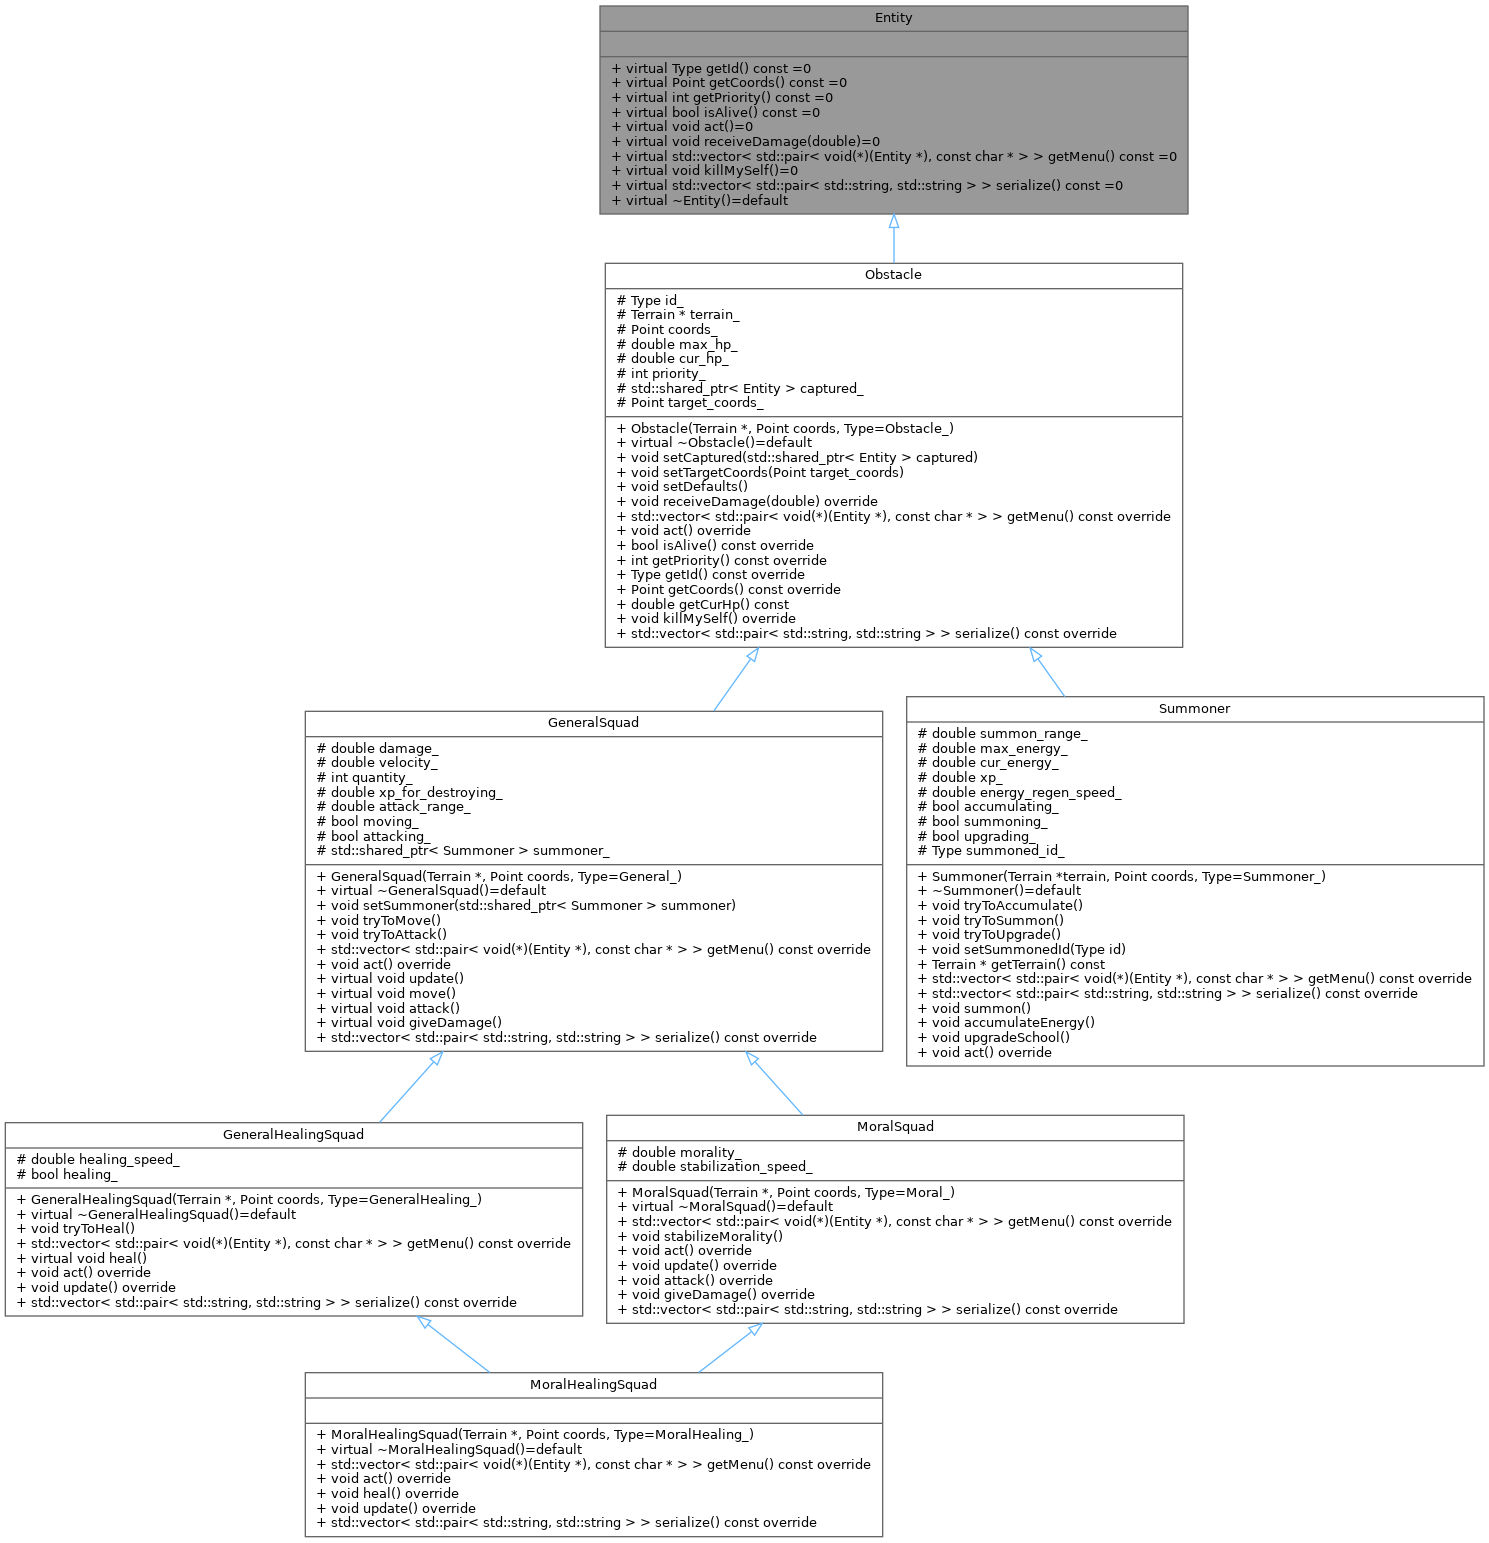 Entity
+ virtual Type getId() const =0
+ virtual Point getCoords() const =0
+ virtual int getPriority() const =0
+ virtual bool isAlive() const =0
+ virtual void act()=0
+ virtual void receiveDamage(double)=0
+ virtual std::vector< std::pair< void(*)(Entity *), const char * > > getMenu() const =0
+ virtual void killMySelf()=0
+ virtual std::vector< std::pair< std::string, std::string > > serialize() const =0
+ virtual ~Entity()=default
Obstacle
# Type id_
# Terrain * terrain_
# Point coords_
# double max_hp_
# double cur_hp_
# int priority_
# std::shared_ptr< Entity > captured_
# Point target_coords_
+ Obstacle(Terrain *, Point coords, Type=Obstacle_)
+ virtual ~Obstacle()=default
+ void setCaptured(std::shared_ptr< Entity > captured)
+ void setTargetCoords(Point target_coords)
+ void setDefaults()
+ void receiveDamage(double) override
+ std::vector< std::pair< void(*)(Entity *), const char * > > getMenu() const override
+ void act() override
+ bool isAlive() const override
+ int getPriority() const override
+ Type getId() const override
+ Point getCoords() const override
+ double getCurHp() const
+ void killMySelf() override
+ std::vector< std::pair< std::string, std::string > > serialize() const override
GeneralSquad
# double damage_
# double velocity_
# int quantity_
# double xp_for_destroying_
# double attack_range_
# bool moving_
# bool attacking_
# std::shared_ptr< Summoner > summoner_
+ GeneralSquad(Terrain *, Point coords, Type=General_)
+ virtual ~GeneralSquad()=default
+ void setSummoner(std::shared_ptr< Summoner > summoner)
+ void tryToMove()
+ void tryToAttack()
+ std::vector< std::pair< void(*)(Entity *), const char * > > getMenu() const override
+ void act() override
+ virtual void update()
+ virtual void move()
+ virtual void attack()
+ virtual void giveDamage()
+ std::vector< std::pair< std::string, std::string > > serialize() const override
Summoner
# double summon_range_
# double max_energy_
# double cur_energy_
# double xp_
# double energy_regen_speed_
# bool accumulating_
# bool summoning_
# bool upgrading_
# Type summoned_id_
+ Summoner(Terrain *terrain, Point coords, Type=Summoner_)
+ ~Summoner()=default
+ void tryToAccumulate()
+ void tryToSummon()
+ void tryToUpgrade()
+ void setSummonedId(Type id)
+ Terrain * getTerrain() const
+ std::vector< std::pair< void(*)(Entity *), const char * > > getMenu() const override
+ std::vector< std::pair< std::string, std::string > > serialize() const override
+ void summon()
+ void accumulateEnergy()
+ void upgradeSchool()
+ void act() override
GeneralHealingSquad
# double healing_speed_
# bool healing_
+ GeneralHealingSquad(Terrain *, Point coords, Type=GeneralHealing_)
+ virtual ~GeneralHealingSquad()=default
+ void tryToHeal()
+ std::vector< std::pair< void(*)(Entity *), const char * > > getMenu() const override
+ virtual void heal()
+ void act() override
+ void update() override
+ std::vector< std::pair< std::string, std::string > > serialize() const override
MoralSquad
# double morality_
# double stabilization_speed_
+ MoralSquad(Terrain *, Point coords, Type=Moral_)
+ virtual ~MoralSquad()=default
+ std::vector< std::pair< void(*)(Entity *), const char * > > getMenu() const override
+ void stabilizeMorality()
+ void act() override
+ void update() override
+ void attack() override
+ void giveDamage() override
+ std::vector< std::pair< std::string, std::string > > serialize() const override
MoralHealingSquad
+ MoralHealingSquad(Terrain *, Point coords, Type=MoralHealing_)
+ virtual ~MoralHealingSquad()=default
+ std::vector< std::pair< void(*)(Entity *), const char * > > getMenu() const override
+ void act() override
+ void heal() override
+ void update() override
+ std::vector< std::pair< std::string, std::string > > serialize() const override